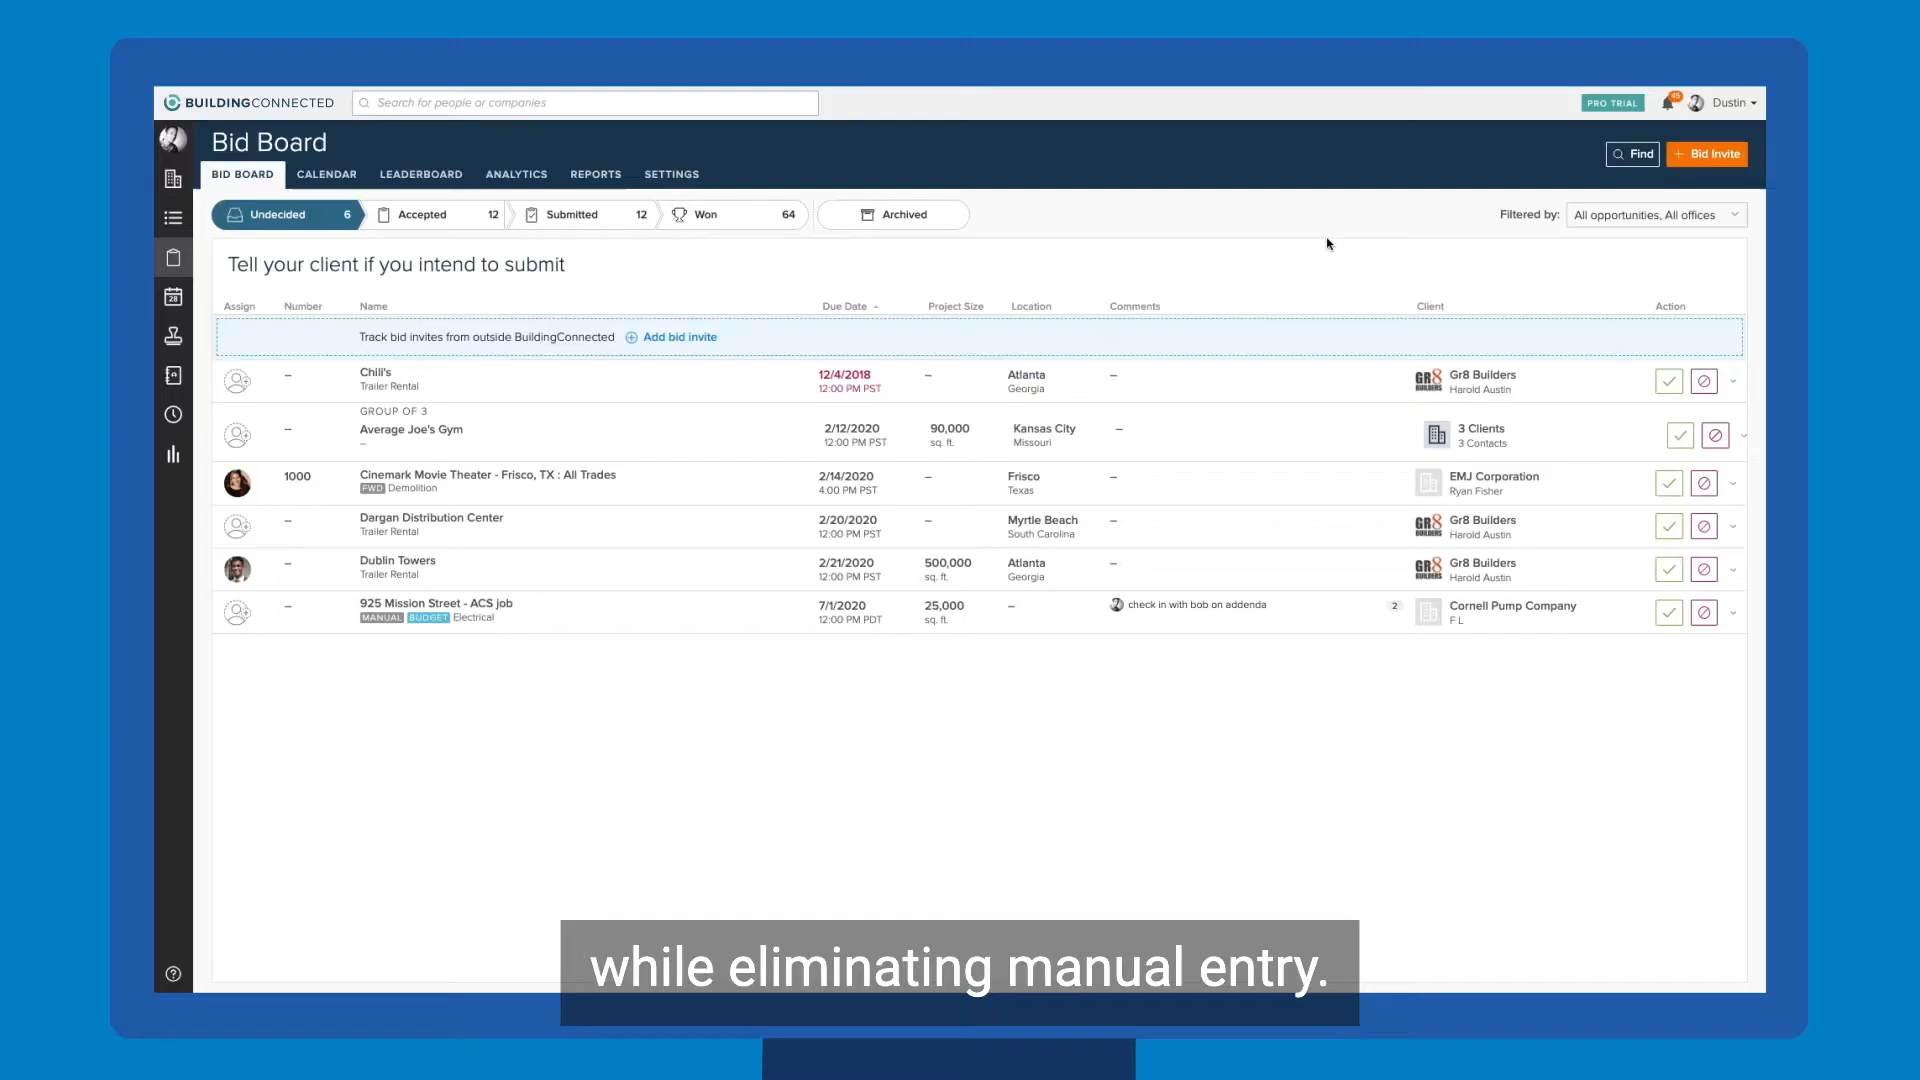 BUILDINGCONNECTED
Search for people or companies
PRO TRIAL
45
Dustin
Bid Board
Find
+ Bid Invite
BID BOARD CALENDAR LEADERBOARD ANALYTICS REPORTS SETTINGS
Undecided 6
Accepted 12
Submitted 12
Won 64
Archived
Filtered by: All opportunities, All offices
28
Tell your client if you intend to submit
Assign Number Name Due Date Project Size Location Comments Client Action
Track bid invites from outside BuildingConnected Add bid invite
– Chili's 12/4/2018 – Atlanta – GR8 BUILDERS Gr8 Builders
Trailer Rental 12:00 PM PST Georgia Harold Austin
GROUP OF 3
– Average Joe's Gym 2/12/2020 90,000 Kansas City – 3 Clients
– 12:00 PM PST sq. ft. Missouri 3 Contacts
1000 Cinemark Movie Theater - Frisco, TX : All Trades 2/14/2020 – Frisco – EMJ Corporation
FWD Demolition 4:00 PM PST Texas Ryan Fisher
– Dargan Distribution Center 2/20/2020 – Myrtle Beach – GR8 BUILDERS Gr8 Builders
Trailer Rental 12:00 PM PST South Carolina Harold Austin
– Dublin Towers 2/21/2020 500,000 Atlanta – GR8 BUILDERS Gr8 Builders
Trailer Rental 12:00 PM PST sq. ft. Georgia Harold Austin
– 925 Mission Street - ACS job 7/1/2020 25,000 – check in with bob on addenda 2 Cornell Pump Company
MANUAL BUDGET Electrical 12:00 PM PDT sq. ft. F L
while eliminating manual entry.